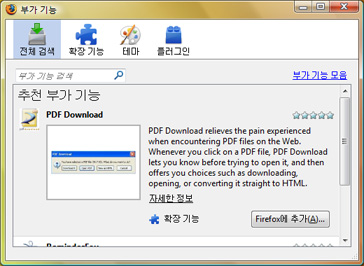 부가 기능
전체 검색 확장 기능 테마 플러그인
부가 기능 검색 부가 기능 모음
추천 부가 기능
PDF Download
PDF Download relieves the pain experienced
when encountering PDF files on the Web.
Whenever you click on a PDF file, PDF Download
lets you know before trying to open it, and then
offers you choices such as downloading,
opening, or converting it straight to HTML.
자세한 정보
확장 기능 Firefox에 추가(A)...